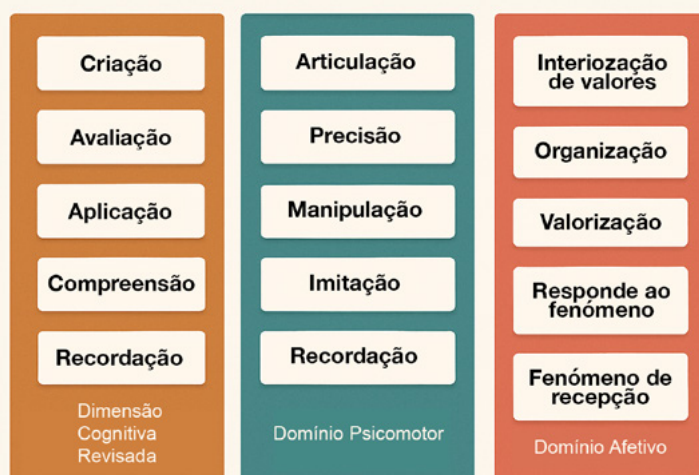 Criação
Avaliação
Aplicação
Compreensão
Recordação
Dimensão
Cognitiva
Revisada
Articulação
Precisão
Manipulação
Imitação
Recordação
Domínio Psicomotor
Interiozação
de valores
Organização
Valorização
Responde ao
fenómeno
Fenómeno de
recepção
Domínio Afetivo